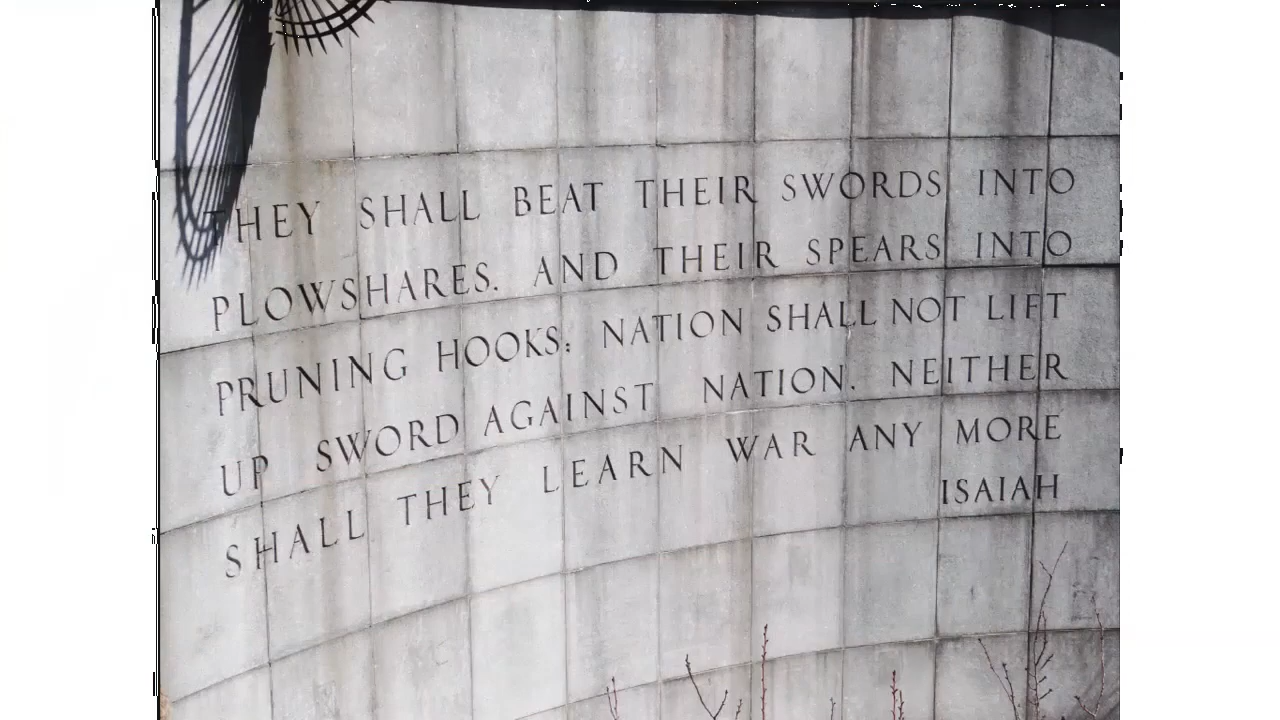 THEY SHALL BEAT THEIR SWORDS INTO
PLOWSHARES. AND THEIR SPEARS INTO
PRUNING HOOKS; NATION SHALL NOT LIFT
UP SWORD AGAINST NATION. NEITHER
SHALL THEY LEARN WAR ANY MORE
ISAIAH